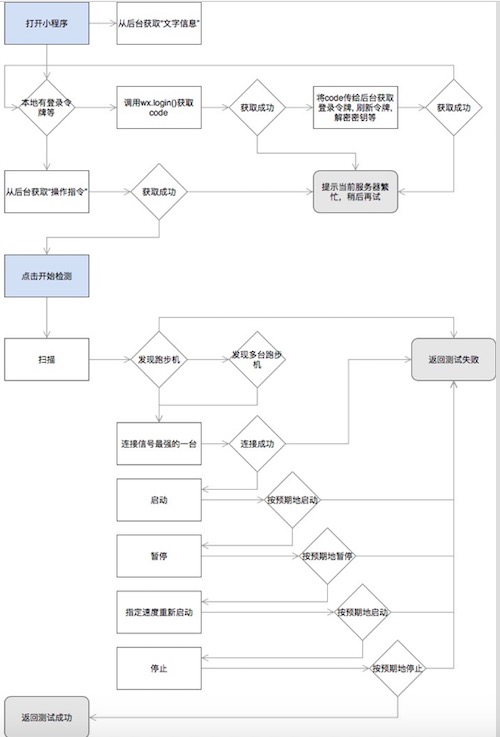 打开小程序
从后台获取“文字信息”
本地有登录令
牌等
调用wx.login()获取
code
获取成功
将code传给后台获取
登录令牌, 刷新令牌,
解密密钥等
获取成功
从后台获取“操作指令”
获取成功
提示当前服务器繁
忙，稍后再试
点击开始检测
扫描
发现跑步机
发现多台跑步
机
返回测试失败
连接信号最强的一台
连接成功
启动
按预期地启动
暂停
按预期地暂停
指定速度重新启动
按预期地启动
停止
按预期地停止
返回测试成功